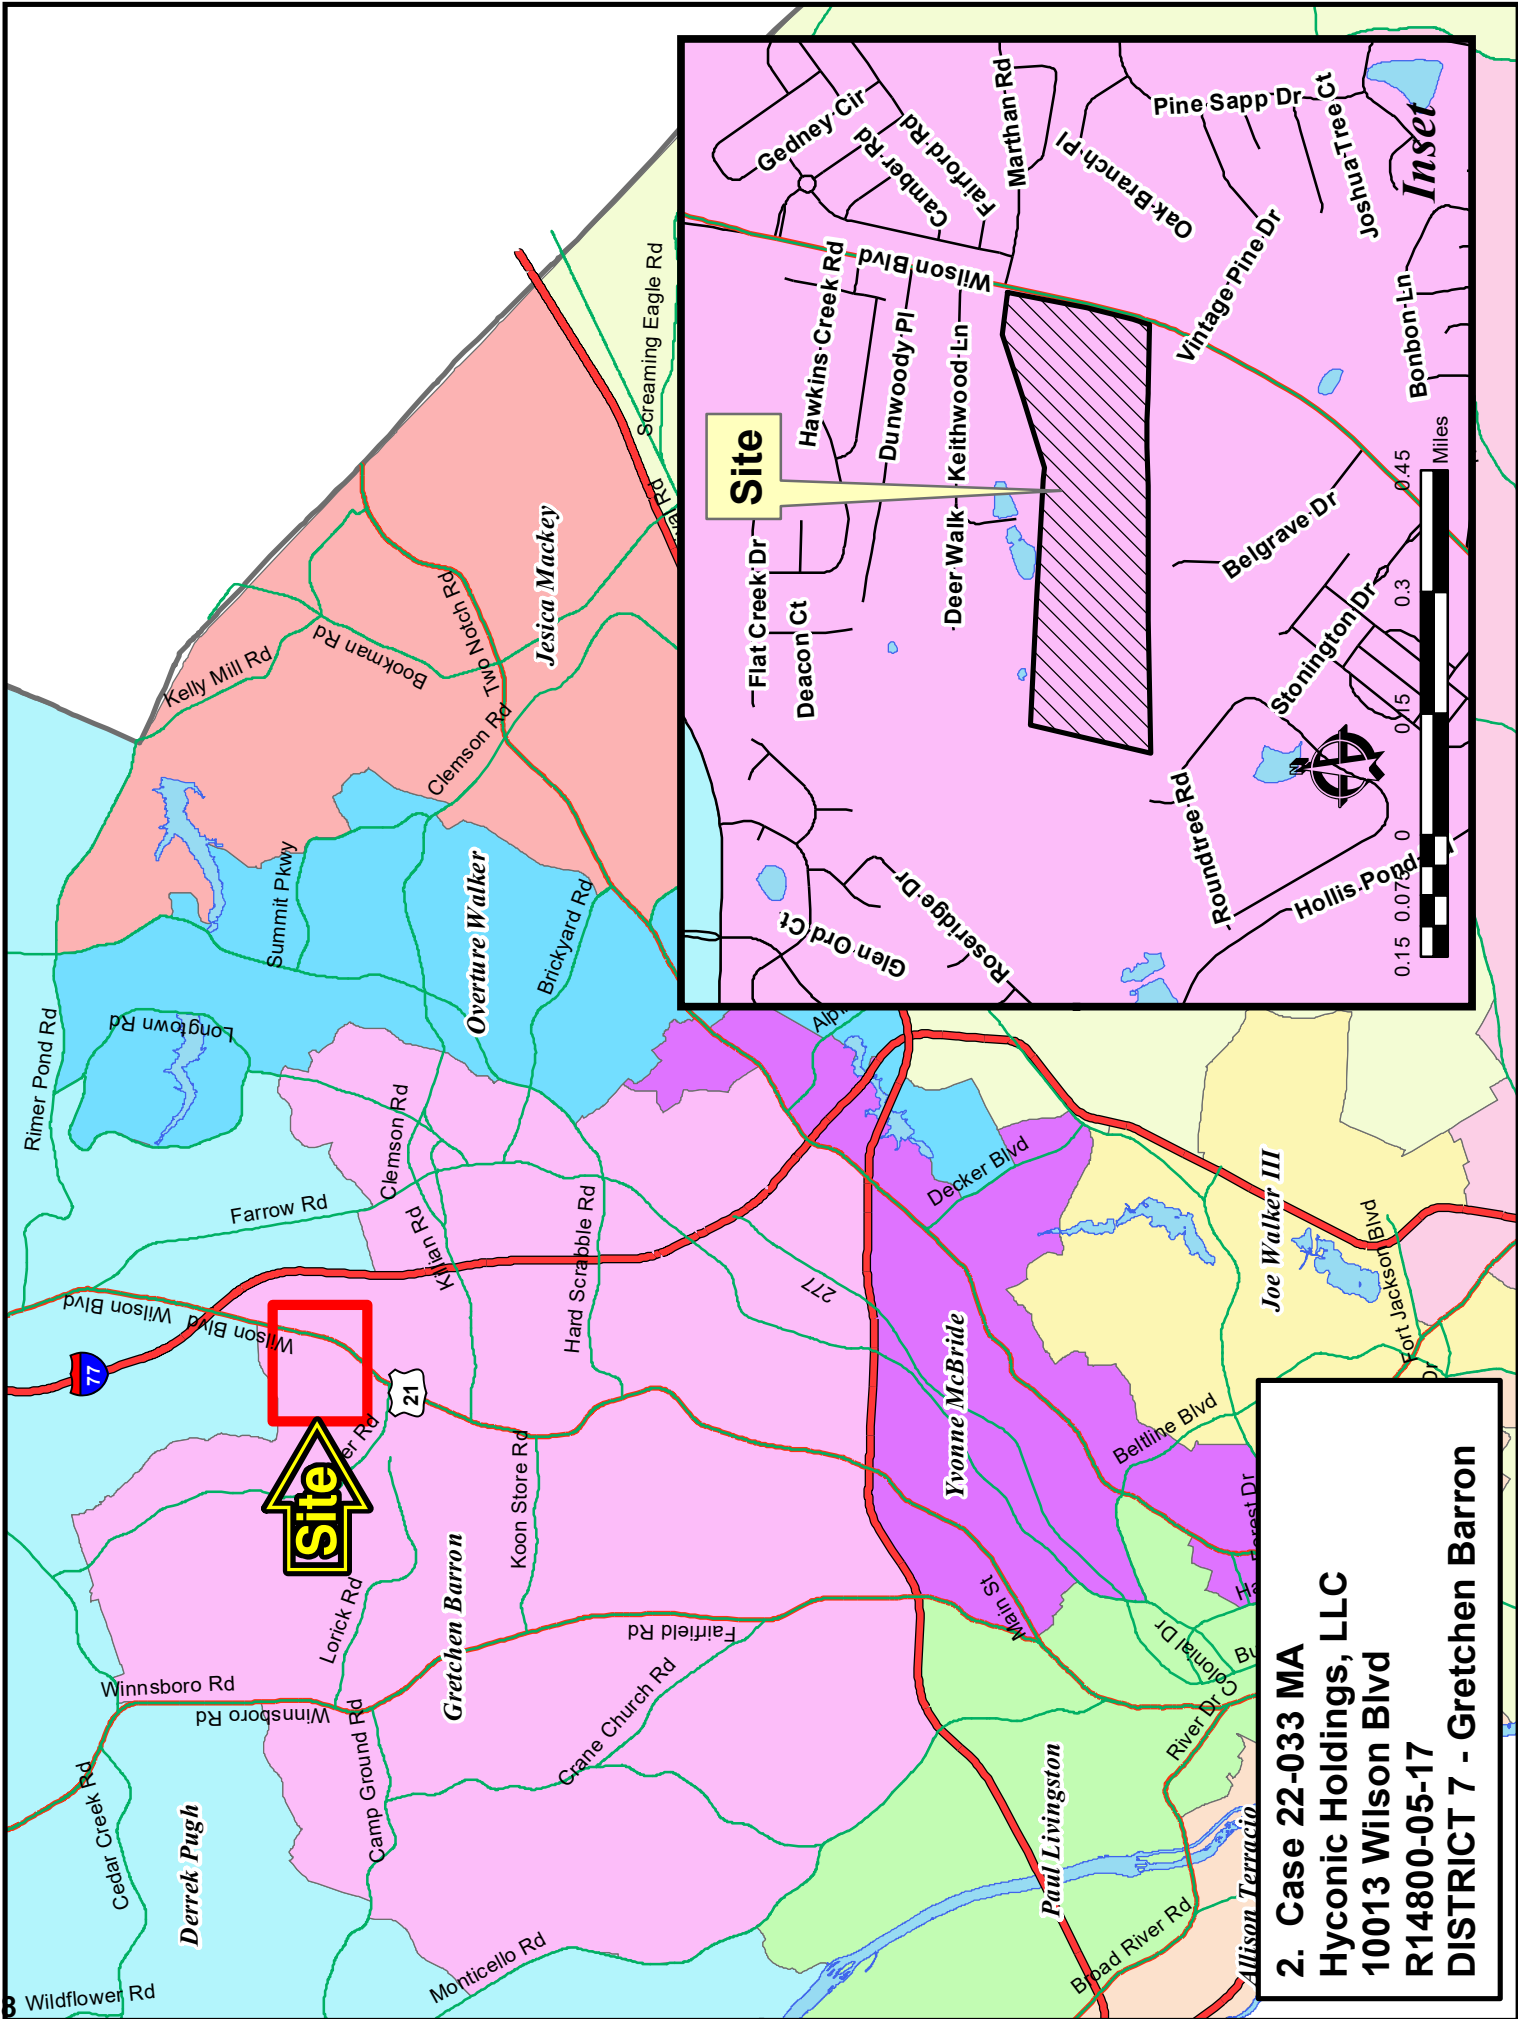 Wildflower Rd
Cedar Creek Rd
Derrek Pugh
Monticello Rd
Winnsboro Rd
Winnsboro Rd
Camp Ground Rd
Lorick Rd
Gretchen Barron
Crane Church Rd
Fairfield Rd
Koon Store Rd
Site
77
21
Wilson Blvd
Wilson Blvd
Wilson Blvd
Rimer Pond Rd
Longtown Rd
Farrow Rd
Clemson Rd
Killian Rd
Hard Scrabble Rd
277
Summit Pkwy
Overture Walker
Brickyard Rd
Kelly Mill Rd
Bookman Rd
Two Notch Rd
Clemson Rd
Jesica Mackey
Screaming Eagle Rd
Decker Blvd
Yvonne McBride
Joe Walker III
Fort Jackson Blvd
Beltline Blvd
Forest Dr
Main St
Colonial Dr
River Dr
Paul Livingston
Broad River Rd
Allison Terracio
Inset
Site
Gedney Cir
Camber Rd
Fairford Rd
Marthan Rd
Oak Branch Pl
Pine Sapp Dr
Joshua Tree Ct
Hawkins Creek Rd
Wilson Blvd
Dunwoody Pl
Keithwood Ln
Deer Walk
Vintage Pine Dr
Bonbon Ln
Flat Creek Dr
Deacon Ct
Belgrave Dr
Stonington Dr
Roundtree Rd
Hollis Pond
Glen Ord Ct
Roseridge Dr
N
0.15 0.075 0 0.15 0.3 0.45
Miles
2. Case 22-033 MA
Hyconic Holdings, LLC
10013 Wilson Blvd
R14800-05-17
DISTRICT 7 - Gretchen Barron